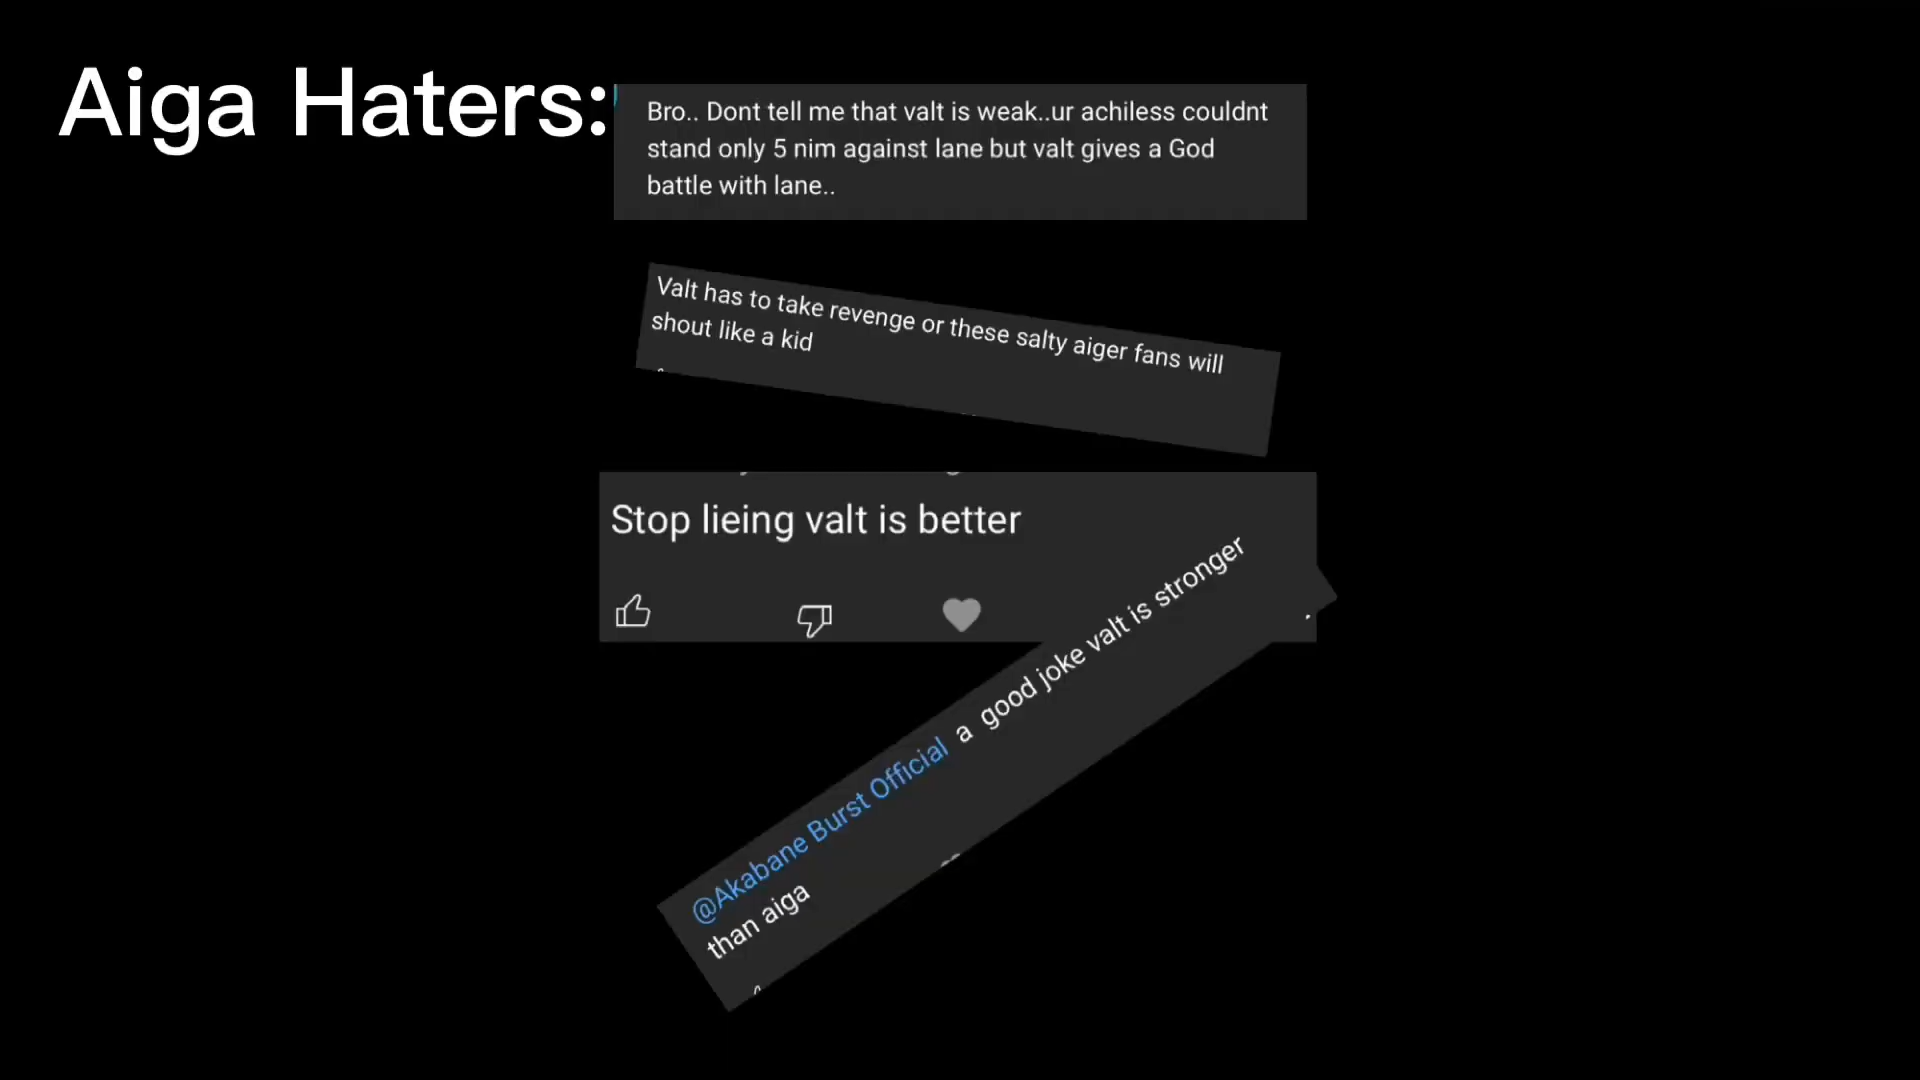 Aiga Haters:
Bro.. Dont tell me that valt is weak..ur achiless couldnt
stand only 5 nim against lane but valt gives a God
battle with lane..
Valt has to take revenge or these salty aiger fans will
shout like a kid
Stop lieing valt is better
@Akabane Burst Official a good joke valt is stronger
than aiga